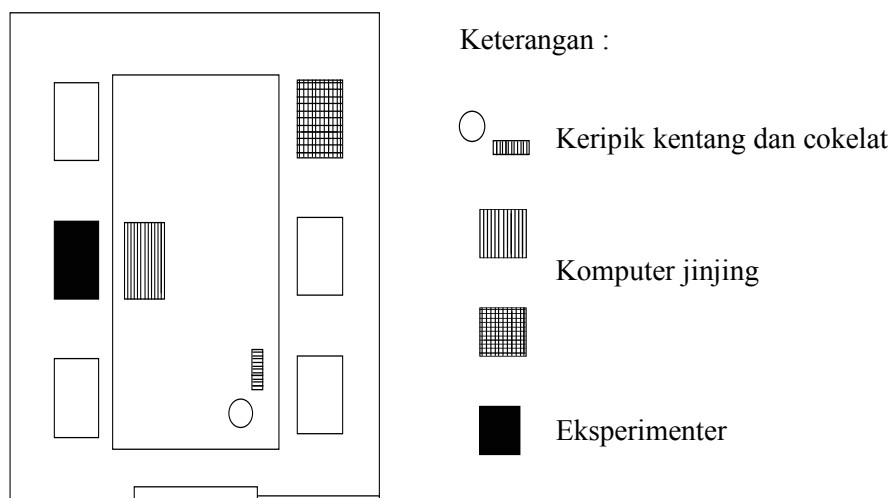 Keterangan :
Keripik kentang dan cokelat
Komputer jinjing
Eksperimenter